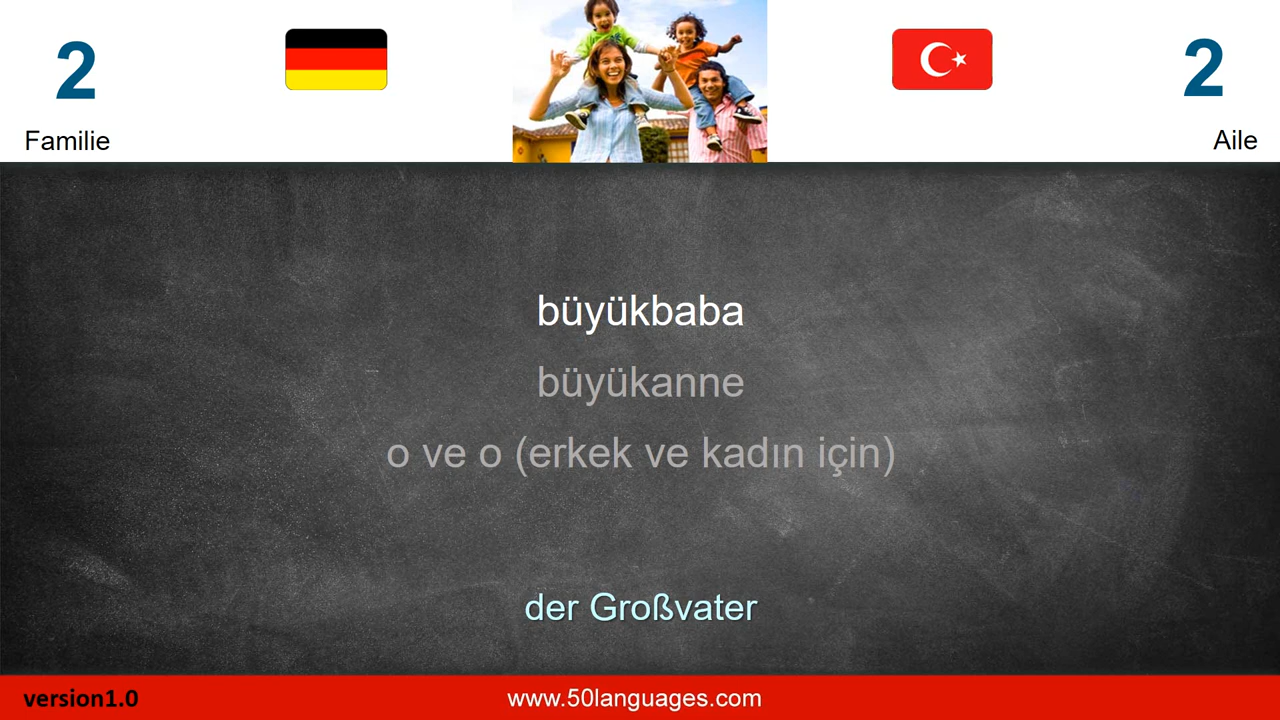 2
2
Familie
Aile
büyükbaba
büyükanne
o ve o (erkek ve kadın için)
der Großvater
version1.0
www.50languages.com